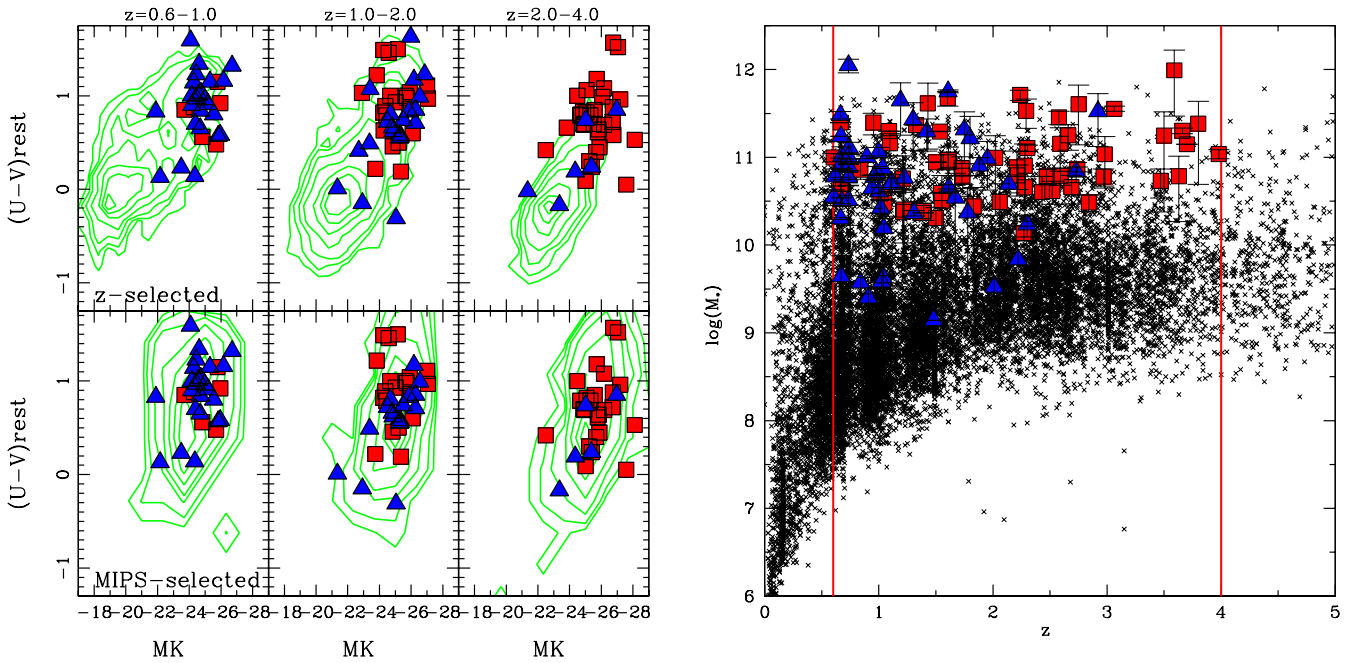 z=0.6−1.0 z=1.0−2.0 z=2.0−4.0
(U−V)rest
1
0
−1
z−selected
(U−V)rest
1
0
−1
MIPS−selected
−18−20−22−24−26−28 −18−20−22−24−26−28 −18−20−22−24−26−28
MK MK MK
log(M*)
12
11
10
9
8
7
6
0 1 2 3 4 5
z